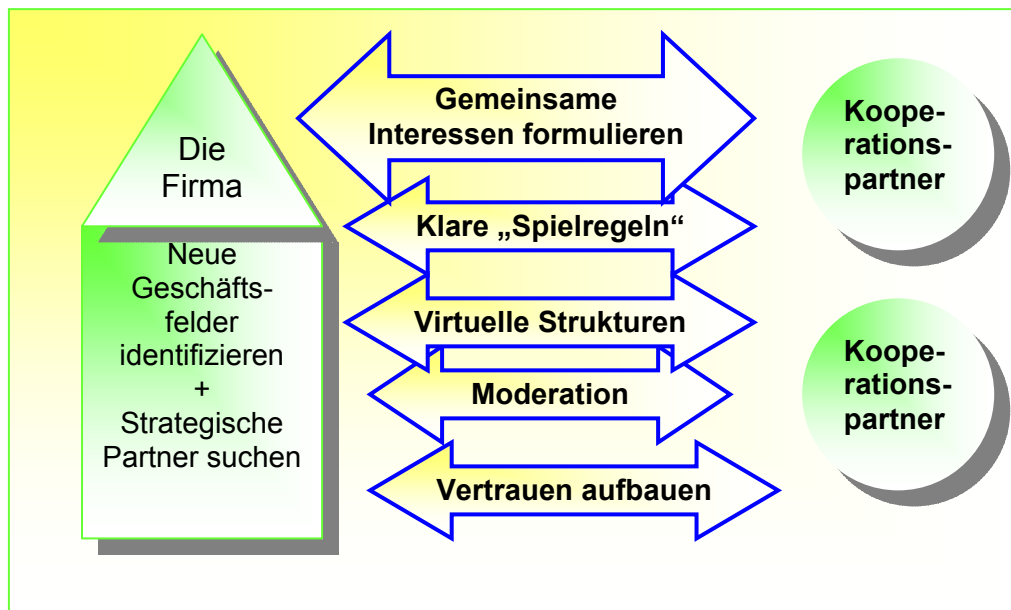 Die
Firma
Neue
Geschäfts-
felder
identifizieren
+
Strategische
Partner suchen
Gemeinsame
Interessen formulieren
Klare „Spielregeln“
Virtuelle Strukturen
Moderation
Vertrauen aufbauen
Koope-
rations-
partner
Koope-
rations-
partner